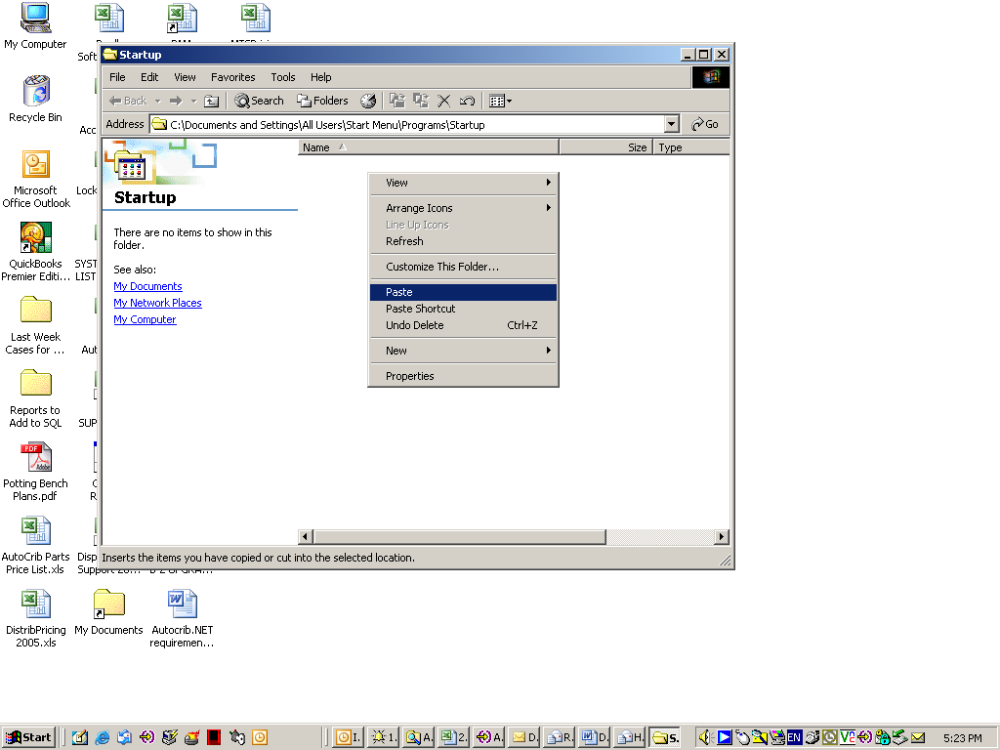 My Computer
Recycle Bin
Microsoft
Office Outlook
QuickBooks
Premier Editi...
Last Week
Cases for ...
Reports to
Add to SQL
PDF
Adobe
Potting Bench
Plans.pdf
AutoCrib Parts
Price List.xls
DistribPricing
2005.xls
Soft
Acc
Lock
SYST
LIST
Aut
SUP
Disp
Support 20...
My Documents
Autocrib.NET
requiremen...
Startup
File Edit View Favorites Tools Help
Back Search Folders
Address C:\Documents and Settings\All Users\Start Menu\Programs\Startup Go
Name Size Type
Startup
There are no items to show in this
folder.
See also:
My Documents
My Network Places
My Computer
View
Arrange Icons
Line Up Icons
Refresh
Customize This Folder...
Paste
Paste Shortcut
Undo Delete Ctrl+Z
New
Properties
Inserts the items you have copied or cut into the selected location.
Start I. 1. A. 2. A. D. R. D. H. S. EN 5:23 PM